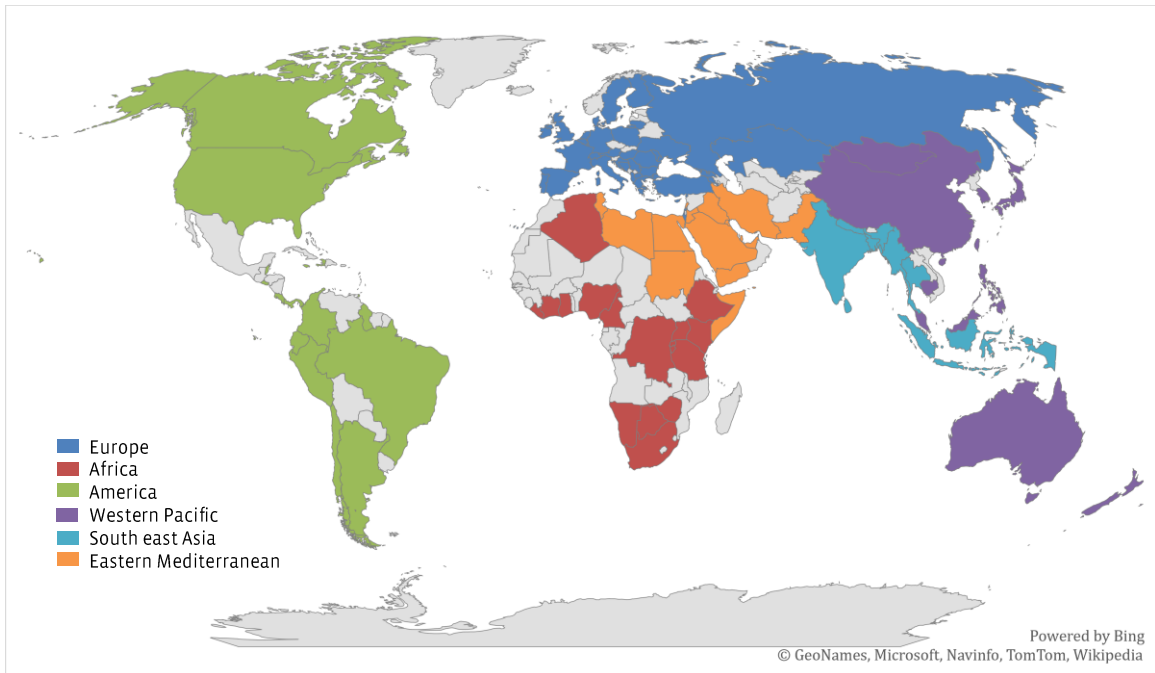 Europe
Africa
America
Western Pacific
South east Asia
Eastern Mediterranean
Powered by Bing
© GeoNames, Microsoft, Navinfo, TomTom, Wikipedia